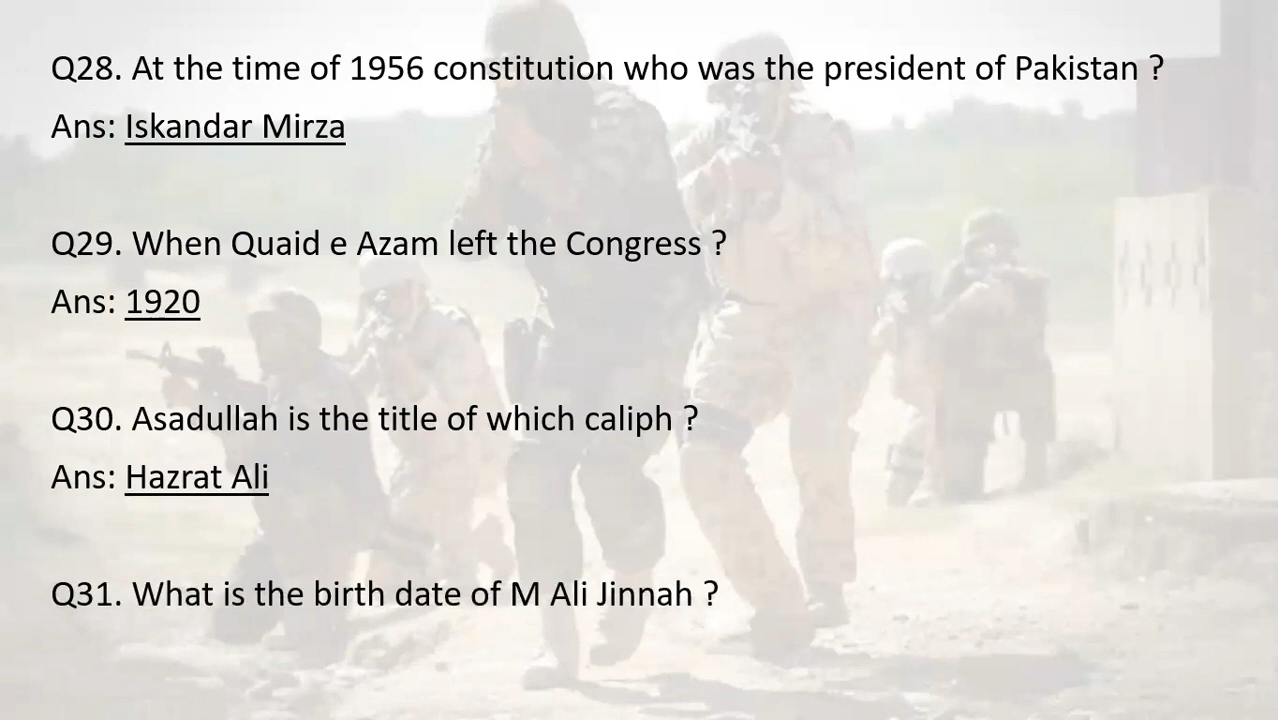 Q28. At the time of 1956 constitution who was the president of Pakistan ?
Ans: Iskandar Mirza
Q29. When Quaid e Azam left the Congress ?
Ans: 1920
Q30. Asadullah is the title of which caliph ?
Ans: Hazrat Ali
Q31. What is the birth date of M Ali Jinnah ?